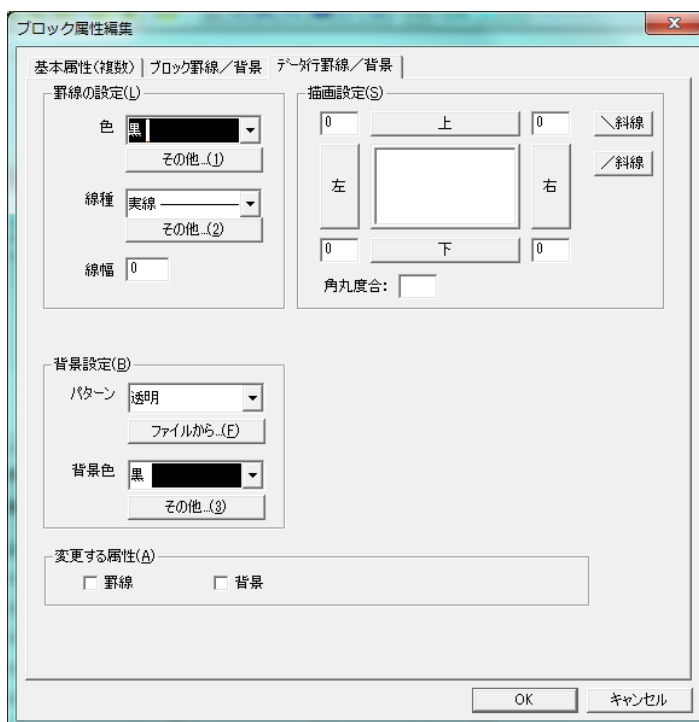 ブロック属性編集
基本属性(複数) ブロック罫線／背景 データ行罫線／背景
罫線の設定(L)
色 黒
その他...(1)
線種 実線
その他...(2)
線幅 0
描画設定(S)
0 上 0 ＼斜線
／斜線
左 右
0 下 0
角丸度合:
背景設定(B)
パターン 透明
ファイルから...(F)
背景色 黒
その他...(3)
変更する属性(A)
罫線 背景
OK キャンセル